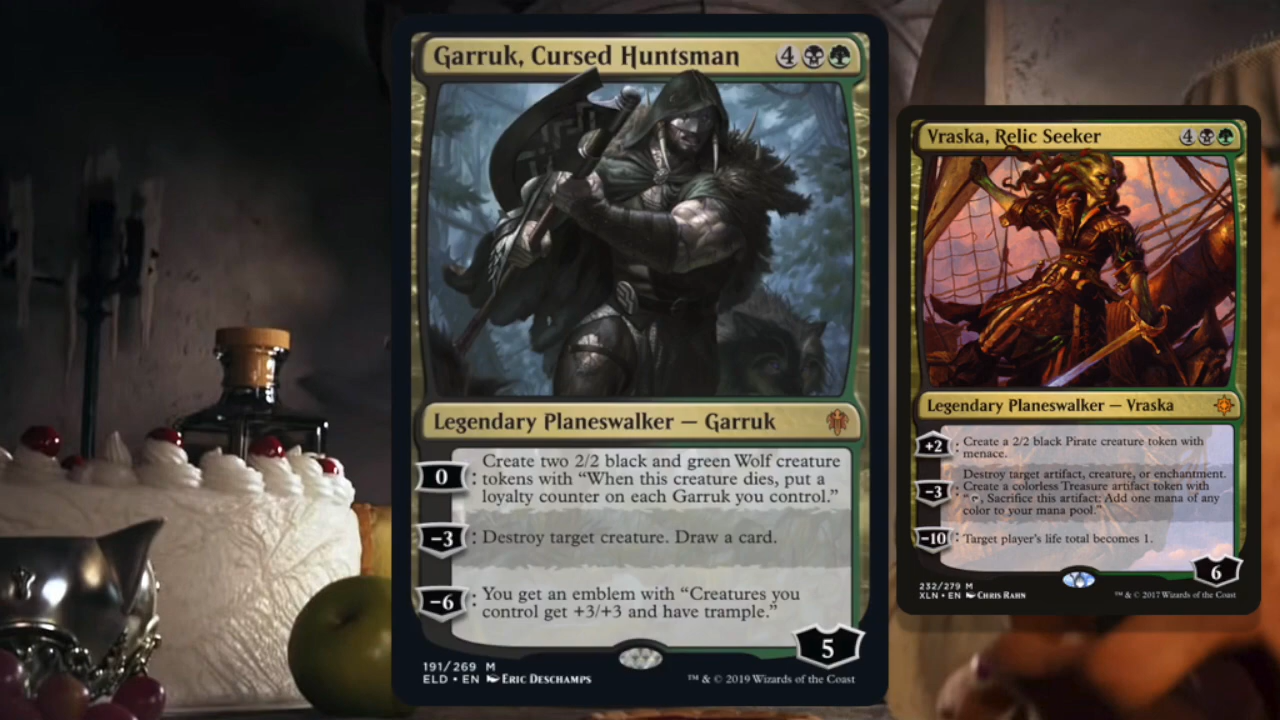 Garruk, Cursed Huntsman 4
Legendary Planeswalker — Garruk
0 : Create two 2/2 black and green Wolf creature
tokens with “When this creature dies, put a
loyalty counter on each Garruk you control.”
−3 : Destroy target creature. Draw a card.
−6 : You get an emblem with “Creatures you
control get +3/+3 and have trample.”
5
191/269 M
ELD • EN Eric Deschamps
™ & © 2019 Wizards of the Coast
Vraska, Relic Seeker 4
Legendary Planeswalker — Vraska
+2 : Create a 2/2 black Pirate creature token with
menace.
−3 : Destroy target artifact, creature, or enchantment.
Create a colorless Treasure artifact token with
“, Sacrifice this artifact: Add one mana of any
color to your mana pool.”
−10 : Target player's life total becomes 1.
6
232/279 M
XLN • EN Chris Rahn
™ & © 2017 Wizards of the Coast